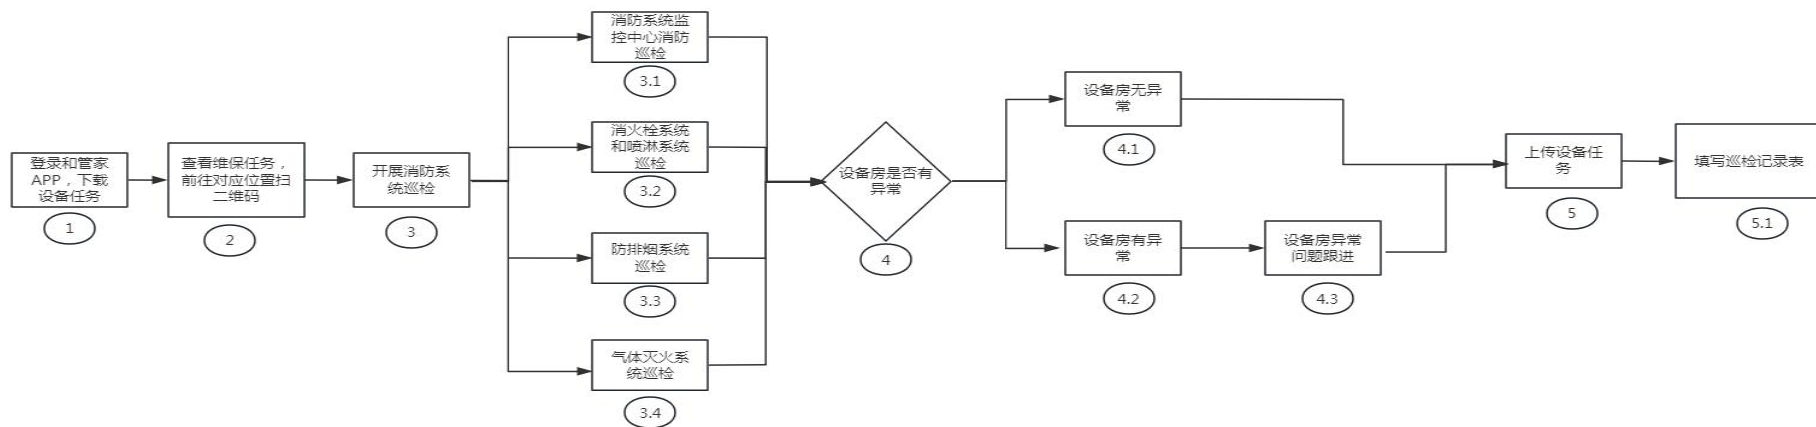 登录和管家
APP，下载
设备任务
1
查看维保任务，
前往对应位置扫
二维码
2
开展消防系
统巡检
3
消防系统监
控中心消防
巡检
3.1
消火栓系统
和喷淋系统
巡检
3.2
防排烟系统
巡检
3.3
气体灭火系
统巡检
3.4
设备房是否有
异常
4
设备房无异
常
4.1
设备房有异
常
4.2
设备房异常
问题跟进
4.3
上传设备任
务
5
填写巡检记录表
5.1